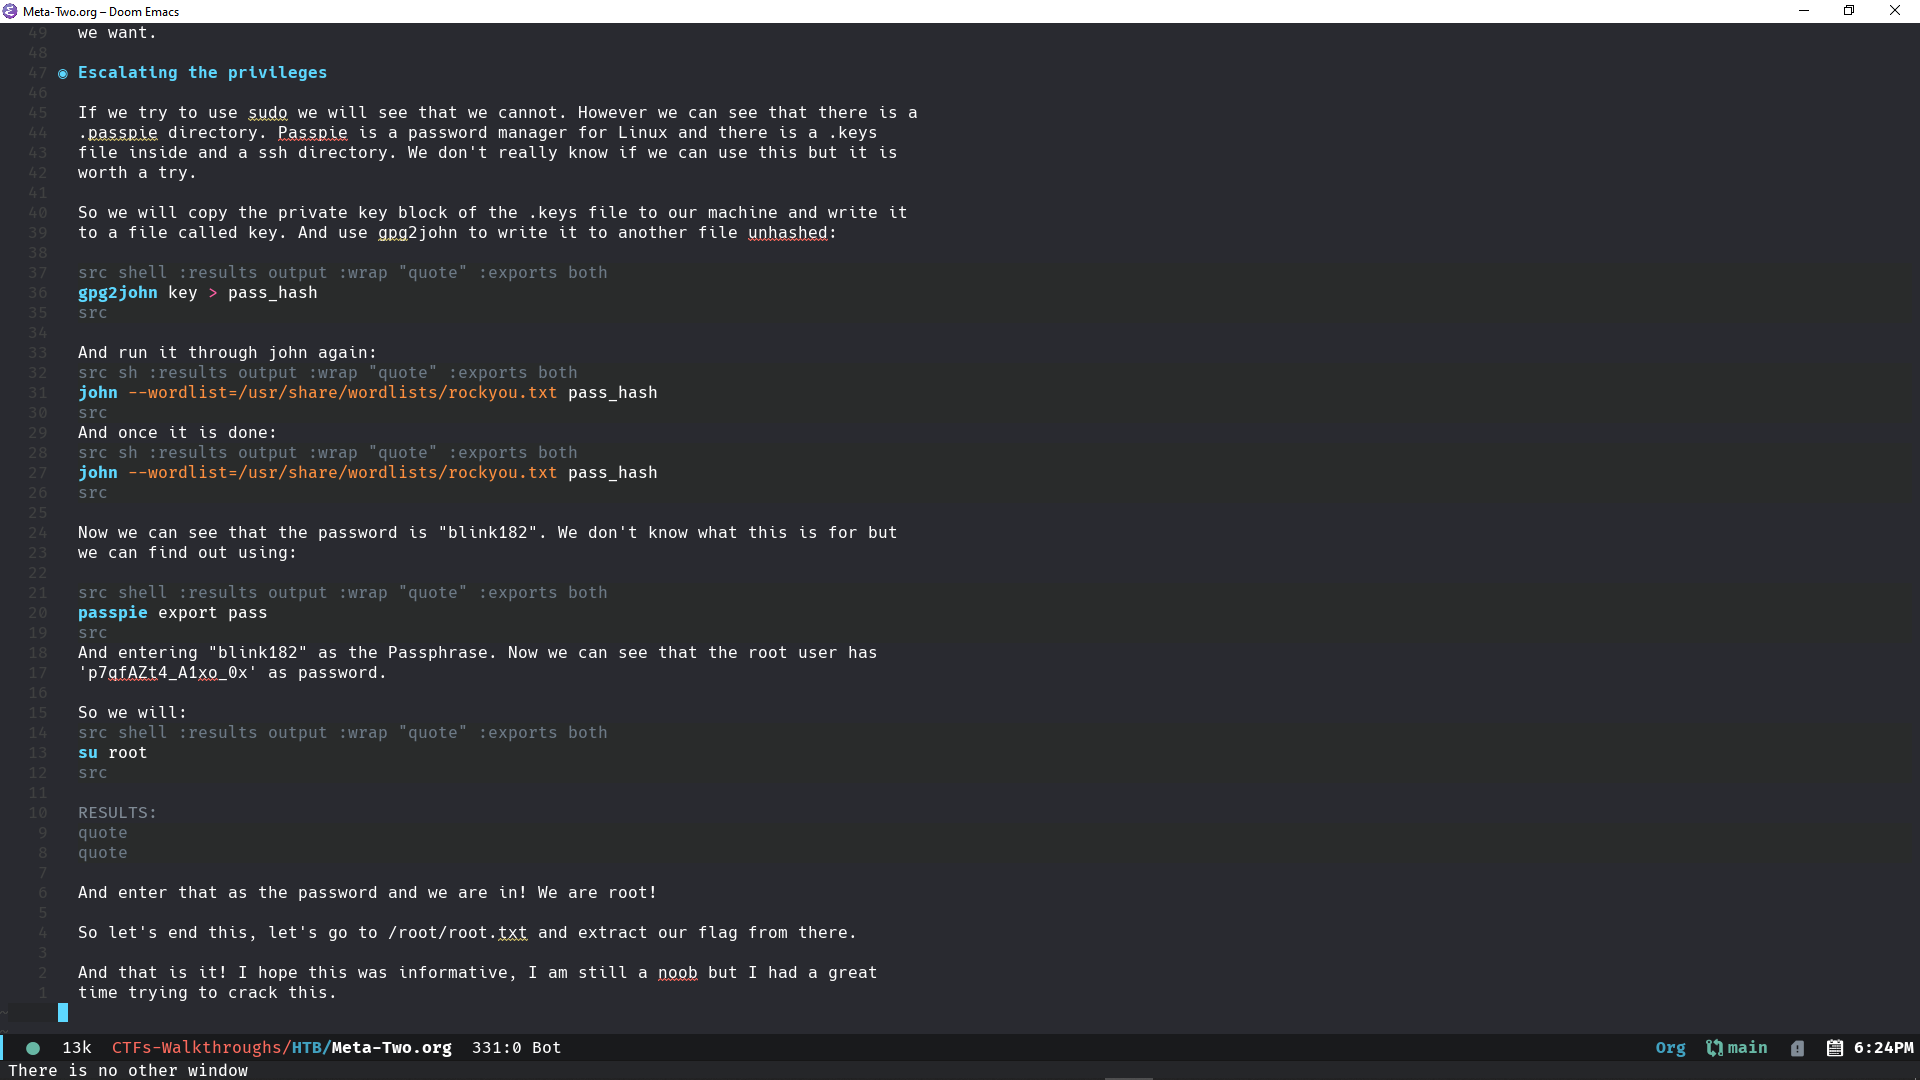 Meta-Two.org – Doom Emacs
49 we want.
48
47 ◉ Escalating the privileges
46
45 If we try to use sudo we will see that we cannot. However we can see that there is a
44 .passpie directory. Passpie is a password manager for Linux and there is a .keys
43 file inside and a ssh directory. We don't really know if we can use this but it is
42 worth a try.
41
40 So we will copy the private key block of the .keys file to our machine and write it
39 to a file called key. And use gpg2john to write it to another file unhashed:
38
37 src shell :results output :wrap "quote" :exports both
36 gpg2john key > pass_hash
35 src
34
33 And run it through john again:
32 src sh :results output :wrap "quote" :exports both
31 john --wordlist=/usr/share/wordlists/rockyou.txt pass_hash
30 src
29 And once it is done:
28 src sh :results output :wrap "quote" :exports both
27 john --wordlist=/usr/share/wordlists/rockyou.txt pass_hash
26 src
25
24 Now we can see that the password is "blink182". We don't know what this is for but
23 we can find out using:
22
21 src shell :results output :wrap "quote" :exports both
20 passpie export pass
19 src
18 And entering "blink182" as the Passphrase. Now we can see that the root user has
17 'p7qfAZt4_A1xo_0x' as password.
16
15 So we will:
14 src shell :results output :wrap "quote" :exports both
13 su root
12 src
11
10 RESULTS:
9 quote
8 quote
7
6 And enter that as the password and we are in! We are root!
5
4 So let's end this, let's go to /root/root.txt and extract our flag from there.
3
2 And that is it! I hope this was informative, I am still a noob but I had a great
1 time trying to crack this.
~
~
13k CTFs-Walkthroughs/HTB/Meta-Two.org 331:0 Bot Org main 6:24PM
There is no other window